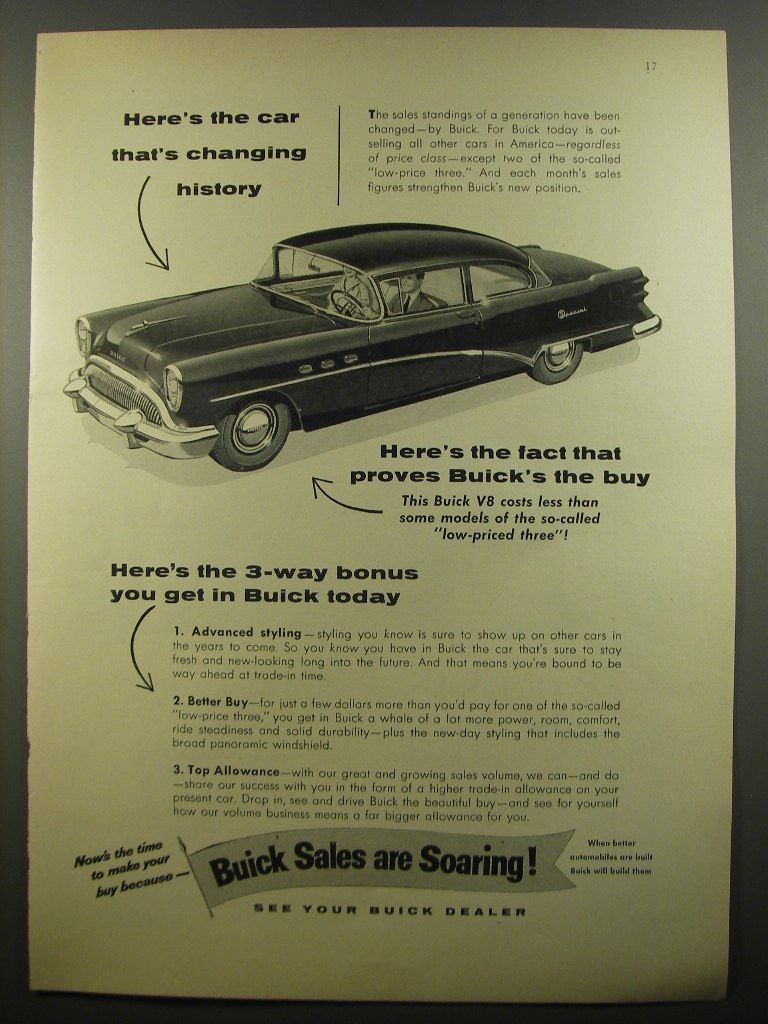 17
Here's the car
that's changing
history
The sales standings of a generation have been
changed—by Buick. For Buick today is out-
selling all other cars in America—regardless
of price class—except two of the so-called
"low-price three." And each month's sales
figures strengthen Buick's new position.
BUICK
Special
Here's the fact that
proves Buick's the buy
This Buick V8 costs less than
some models of the so-called
"low-priced three"!
Here's the 3-way bonus
you get in Buick today
1. Advanced styling—styling you know is sure to show up on other cars in
the years to come. So you know you have in Buick the car that's sure to stay
fresh and new-looking long into the future. And that means you're bound to be
way ahead at trade-in time.
2. Better Buy—for just a few dollars more than you'd pay for one of the so-called
"low-price three," you get in Buick a whale of a lot more power, room, comfort,
ride steadiness and solid durability—plus the new-day styling that includes the
broad panoramic windshield.
3. Top Allowance—with our great and growing sales volume, we can—and do
—share our success with you in the form of a higher trade-in allowance on your
present car. Drop in, see and drive Buick the beautiful buy—and see for yourself
how our volume business means a far bigger allowance for you.
Now's the time
to make your
buy because—
Buick Sales are Soaring!
When better
automobiles are built
Buick will build them
SEE YOUR BUICK DEALER